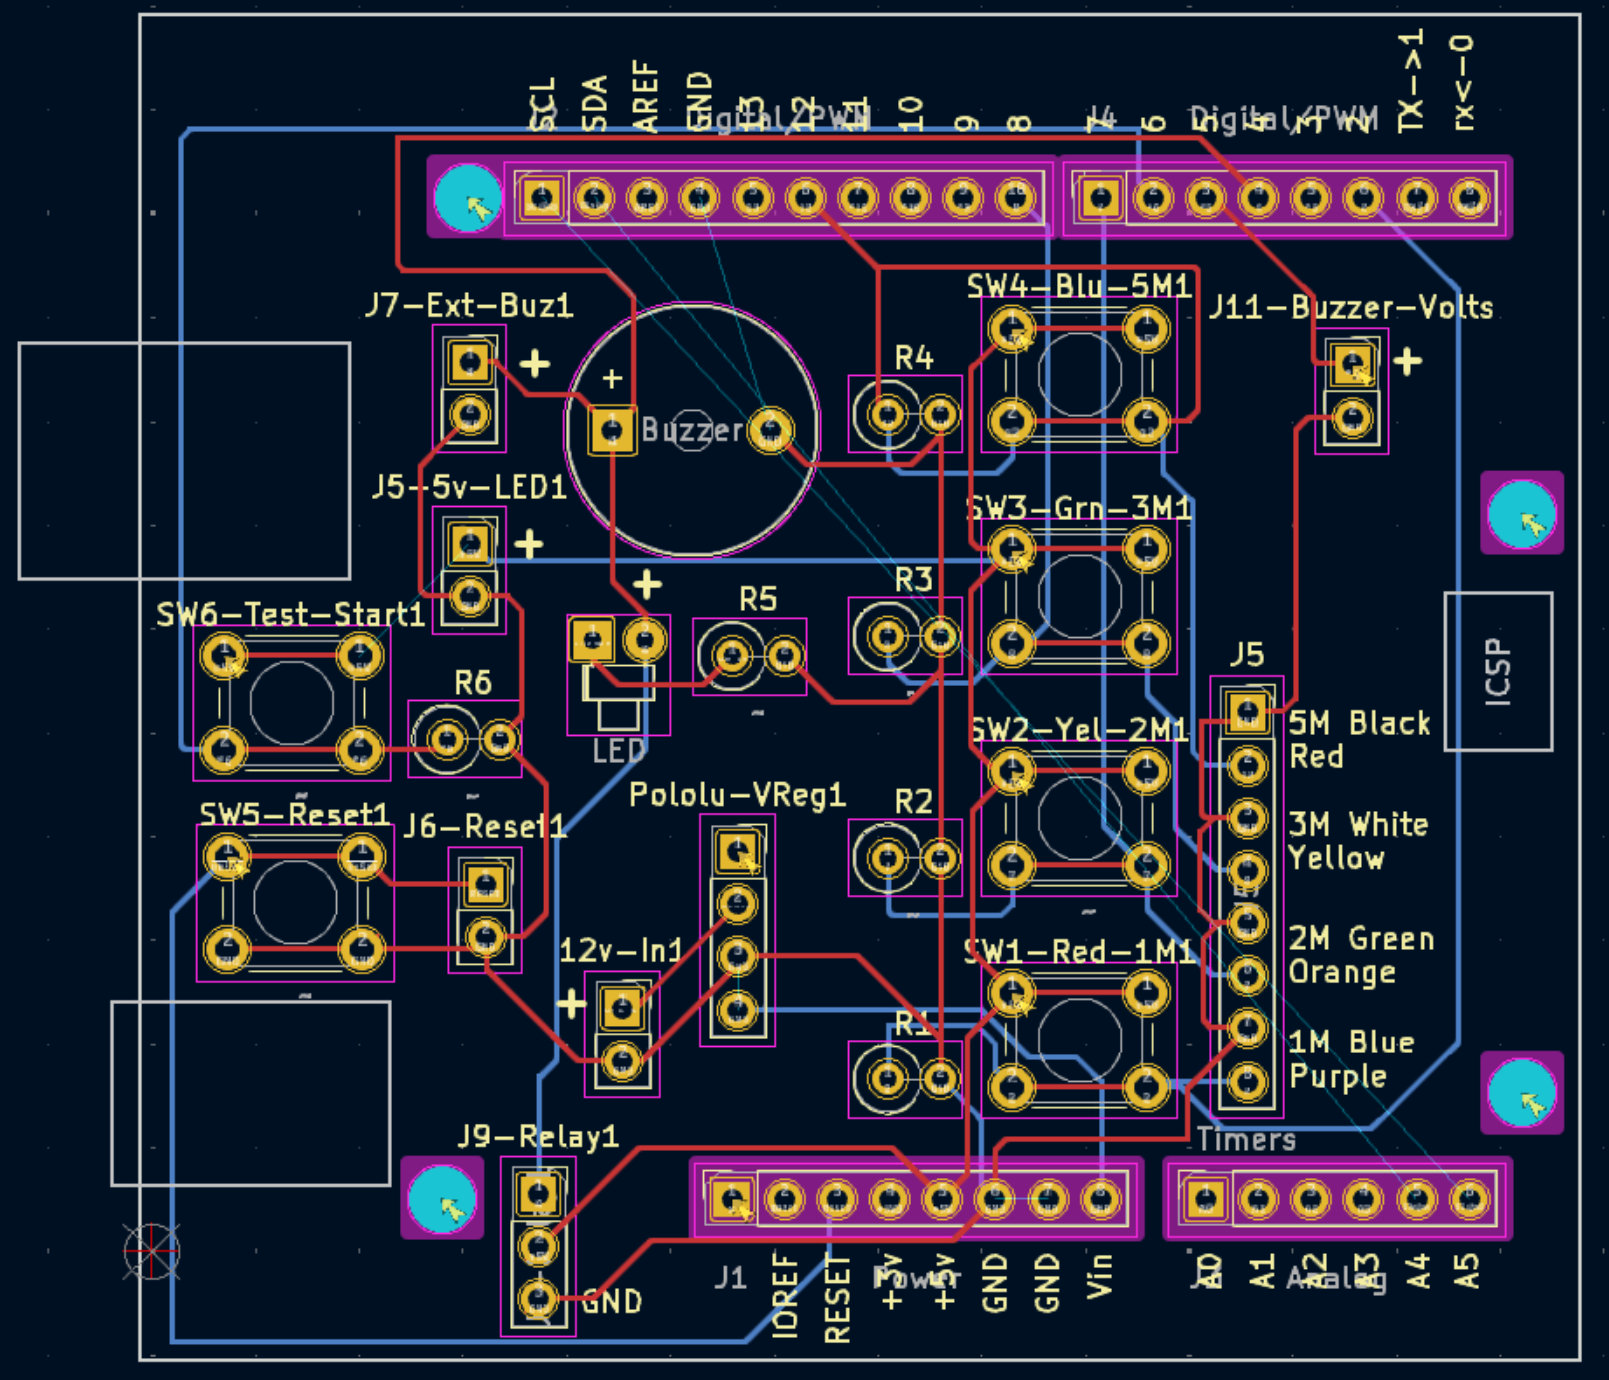 SCL
SDA
AREF
GND
13
12
11
10
9
8
7
6
5
4
3
2
TX->1
rx<-0
Digital/PWM
J4
Digital/PWM
J7-Ext-Buz1
+
+
Buzzer
R4
SW4-Blu-5M1
J11-Buzzer-Volts
+
J5-5v-LED1
+
SW3-Grn-3M1
R3
+
R5
SW6-Test-Start1
R6
LED
J5
ICSP
5M Black
Red
SW2-Yel-2M1
Pololu-VReg1
R2
SW5-Reset1
J6-Reset1
3M White
Yellow
12v-In1
+
SW1-Red-1M1
2M Green
Orange
R1
1M Blue
Purple
J9-Relay1
Timers
GND
J1
IOREF
RESET
+3v
+5v
Power
GND
GND
Vin
A0
A1
A2
A3
A4
A5
Analog